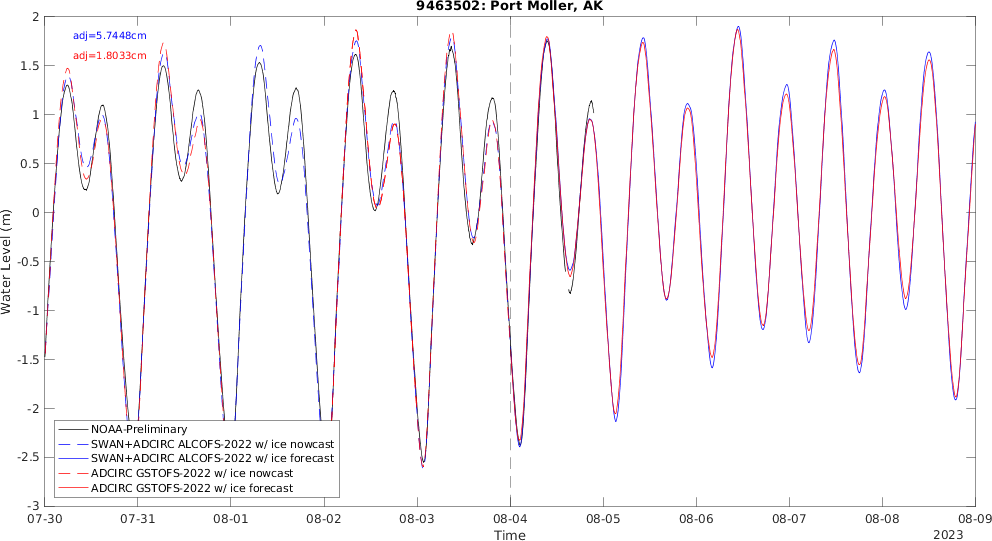 9463502: Port Moller, AK
adj=5.7448cm
adj=1.8033cm
Water Level (m)
2
1.5
1
0.5
0
-0.5
-1
-1.5
-2
-2.5
-3
NOAA-Preliminary
SWAN+ADCIRC ALCOFS-2022 w/ ice nowcast
SWAN+ADCIRC ALCOFS-2022 w/ ice forecast
ADCIRC GSTOFS-2022 w/ ice nowcast
ADCIRC GSTOFS-2022 w/ ice forecast
07-30 07-31 08-01 08-02 08-03 08-04 08-05 08-06 08-07 08-08 08-09
Time
2023